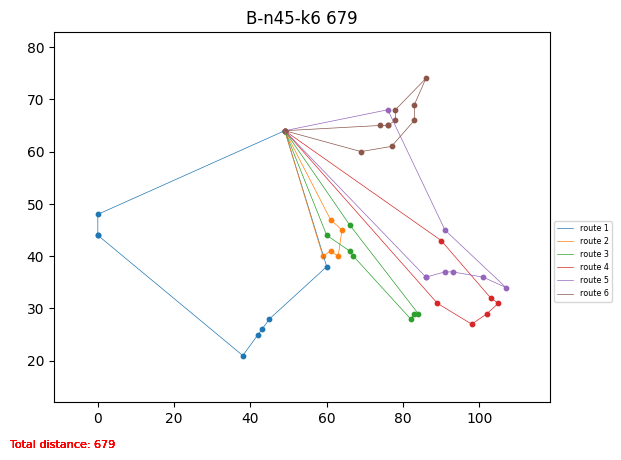 B-n45-k6 679
80
70
60
50
40
30
20
0 20 40 60 80 100
route 1
route 2
route 3
route 4
route 5
route 6
Total distance: 679